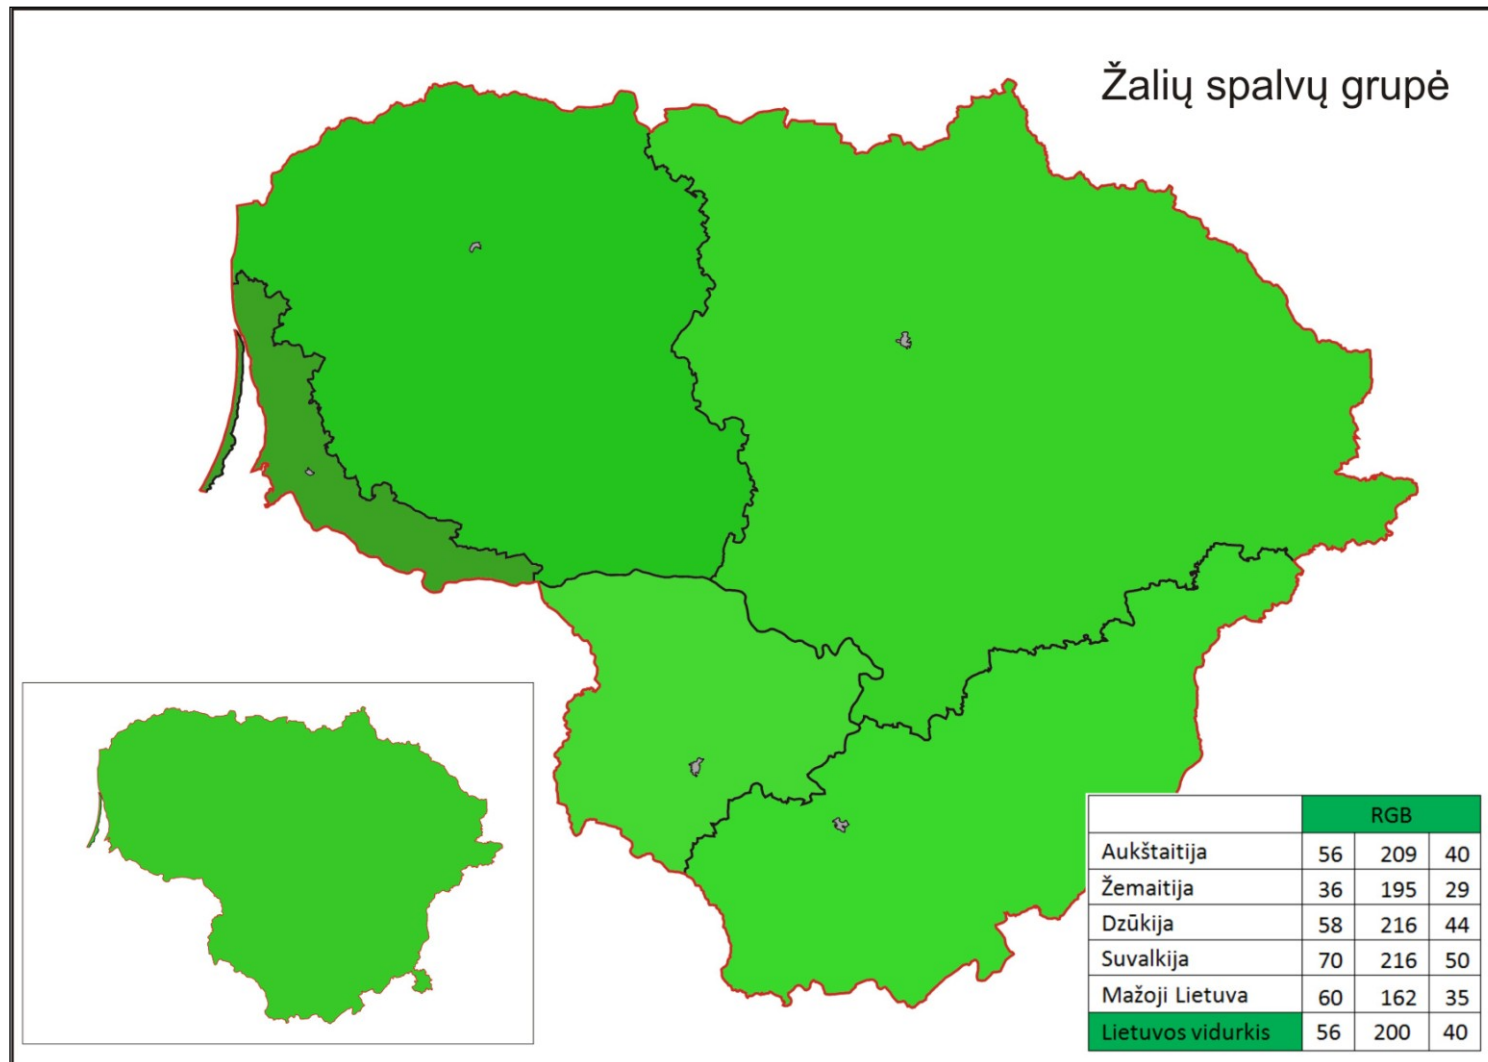 Žalių spalvų grupė
RGB
Aukštaitija 56 209 40
Žemaitija 36 195 29
Dzūkija 58 216 44
Suvalkija 70 216 50
Mažoji Lietuva 60 162 35
Lietuvos vidurkis 56 200 40